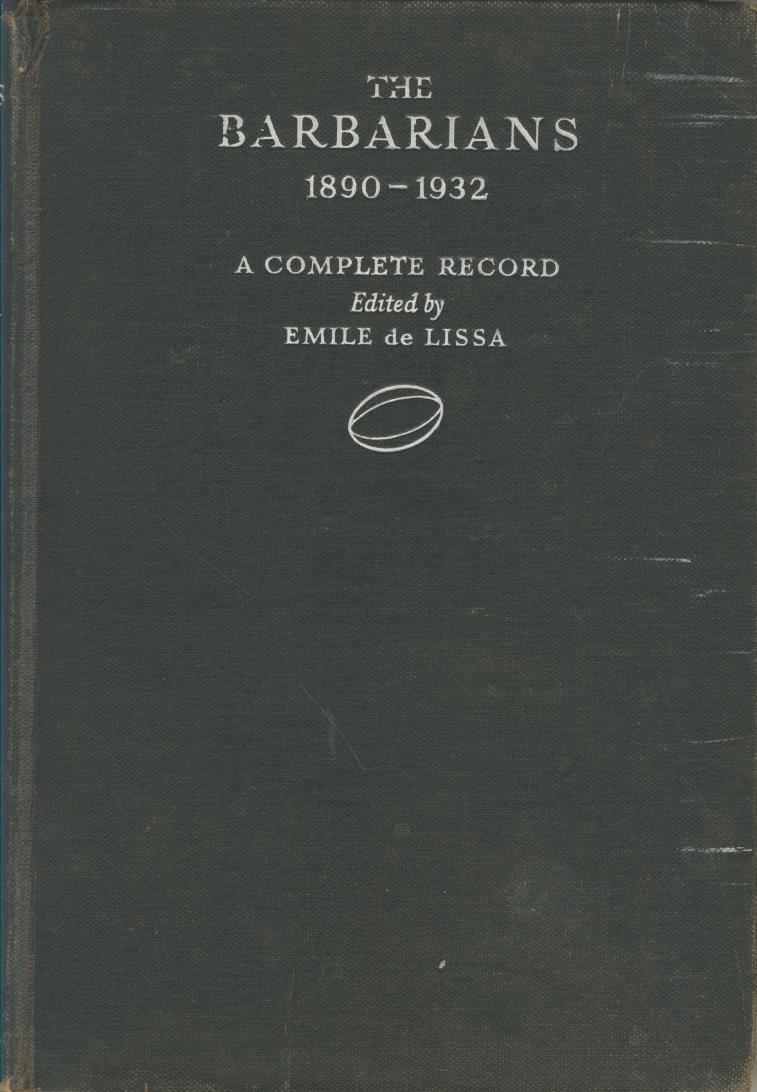 THE
BARBARIANS
1890–1932
A COMPLETE RECORD
Edited by
EMILE de LISSA